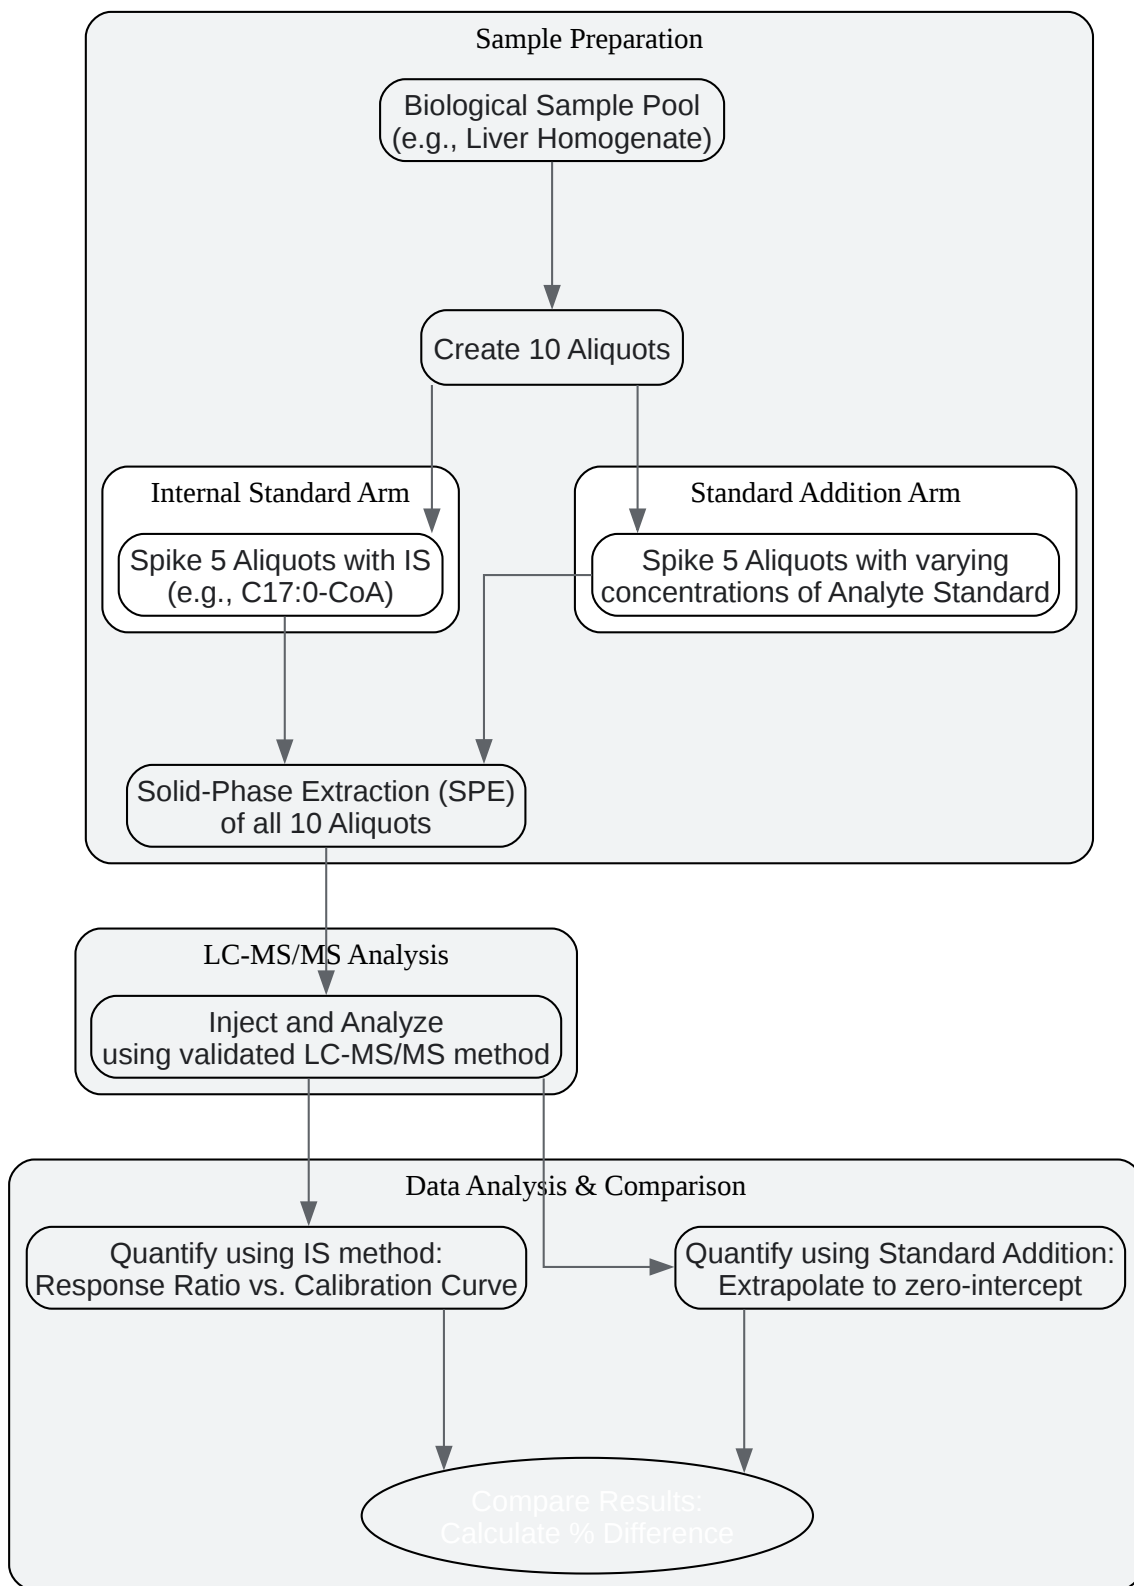 Sample Preparation
Biological Sample Pool
(e.g., Liver Homogenate)
Create 10 Aliquots
Internal Standard Arm
Spike 5 Aliquots with IS
(e.g., C17:0-CoA)
Standard Addition Arm
Spike 5 Aliquots with varying
concentrations of Analyte Standard
Solid-Phase Extraction (SPE)
of all 10 Aliquots
LC-MS/MS Analysis
Inject and Analyze
using validated LC-MS/MS method
Data Analysis & Comparison
Quantify using IS method:
Response Ratio vs. Calibration Curve
Quantify using Standard Addition:
Extrapolate to zero-intercept
Compare Results:
Calculate % Difference